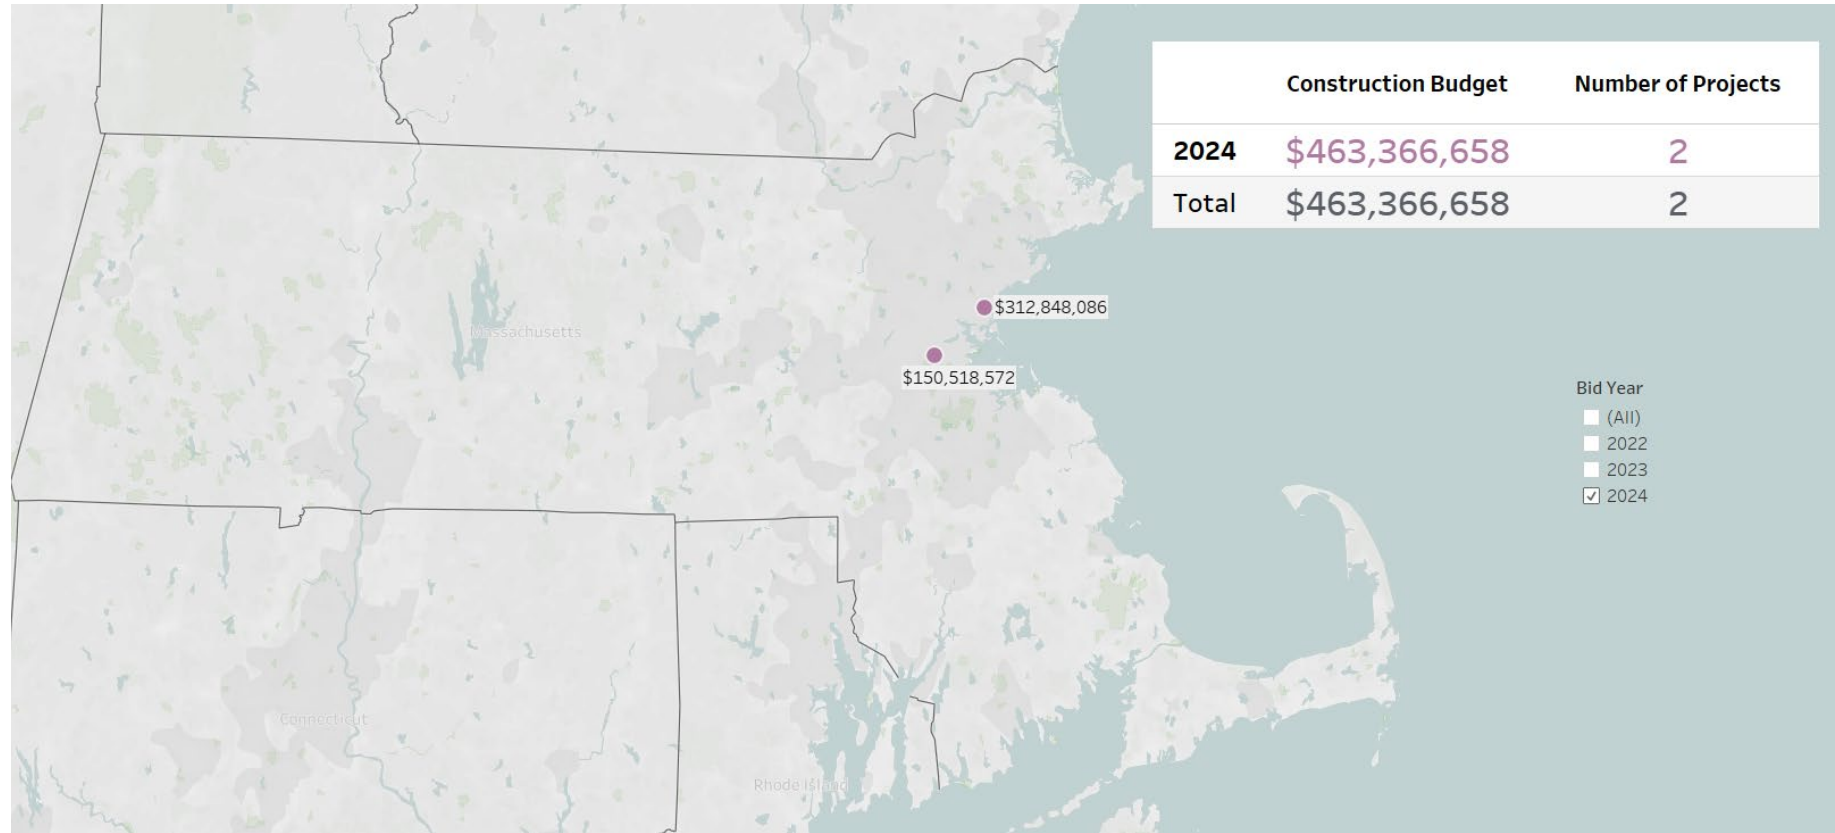 Construction Budget Number of Projects
2024 $463,366,658 2
Total $463,366,658 2
$312,848,086
Massachusetts
$150,518,572
Bid Year
(All)
2022
2023
2024
Connecticut
Rhode Island